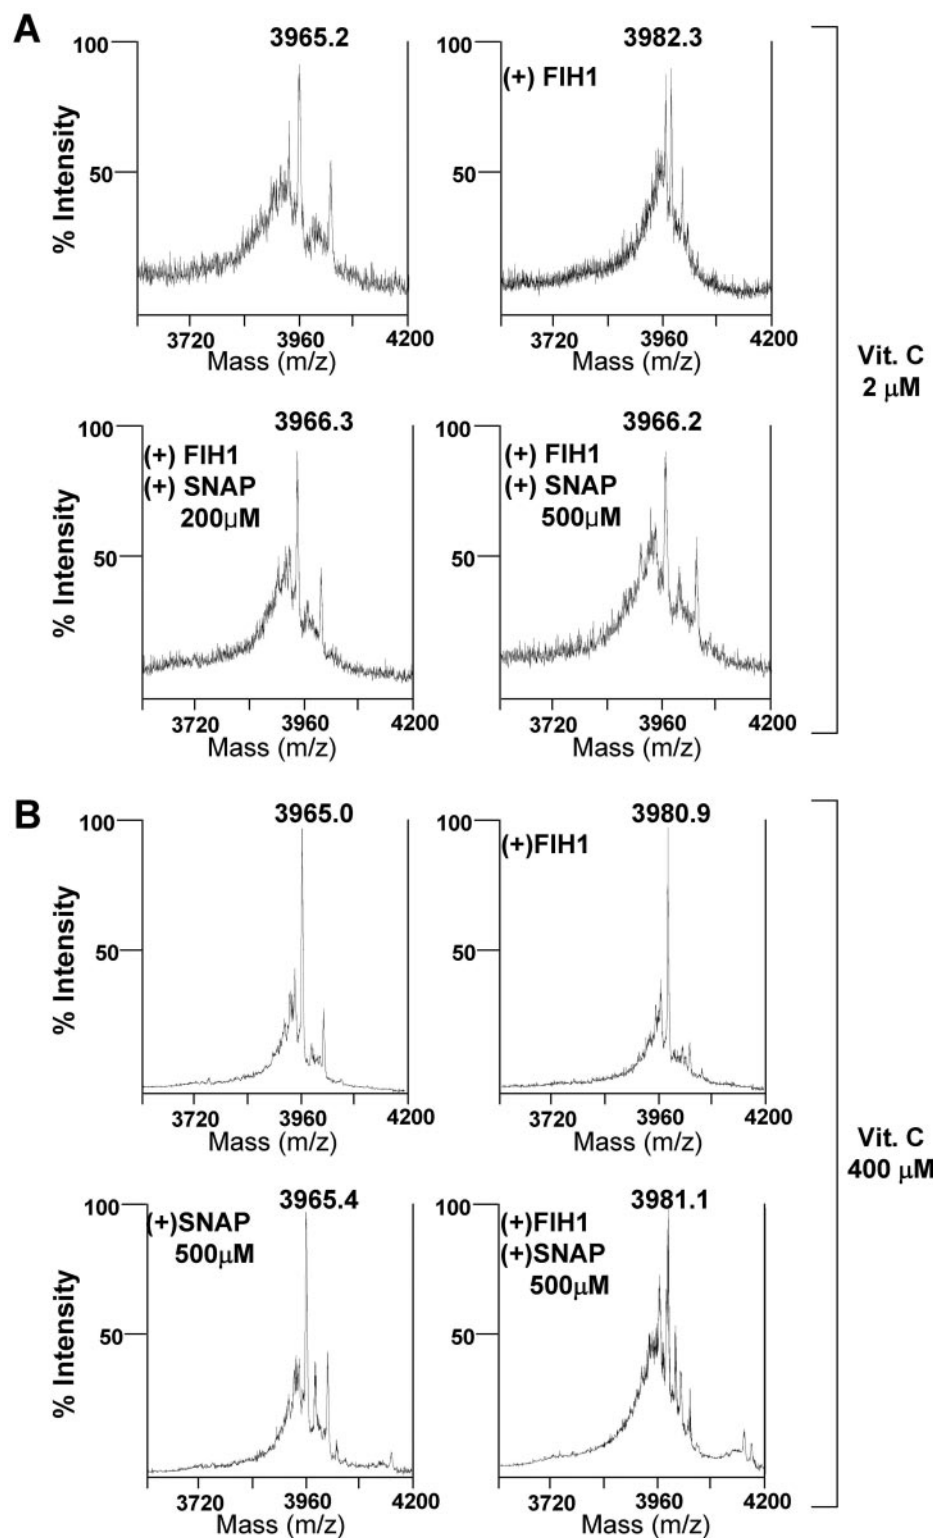 A
3965.2
100
50
% Intensity
3720
3960
4200
Mass (m/z)
3982.3
(+) FIH1
100
50
3720
3960
4200
Mass (m/z)
3966.3
(+) FIH1
(+) SNAP
200μM
100
50
% Intensity
3720
3960
4200
Mass (m/z)
3966.2
(+) FIH1
(+) SNAP
500μM
100
50
3720
3960
4200
Mass (m/z)
Vit. C
2 μM
B
3965.0
100
50
% Intensity
3720
3960
4200
Mass (m/z)
3980.9
(+)FIH1
100
50
3720
3960
4200
Mass (m/z)
3965.4
(+)SNAP
500μM
100
50
% Intensity
3720
3960
4200
Mass (m/z)
3981.1
(+)FIH1
(+)SNAP
500μM
100
50
3720
3960
4200
Mass (m/z)
Vit. C
400 μM